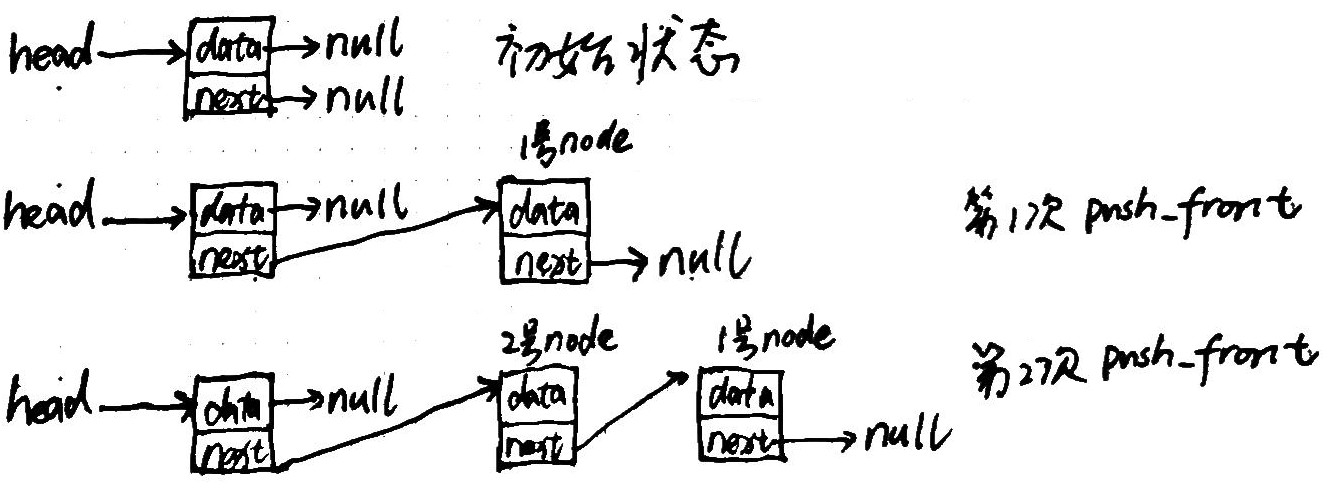 head data null 初始状态
next null
1号node
head data null data 第1次 push_front
next next null
2号node 1号node
head data null data data 第2次 push_front
next next next null